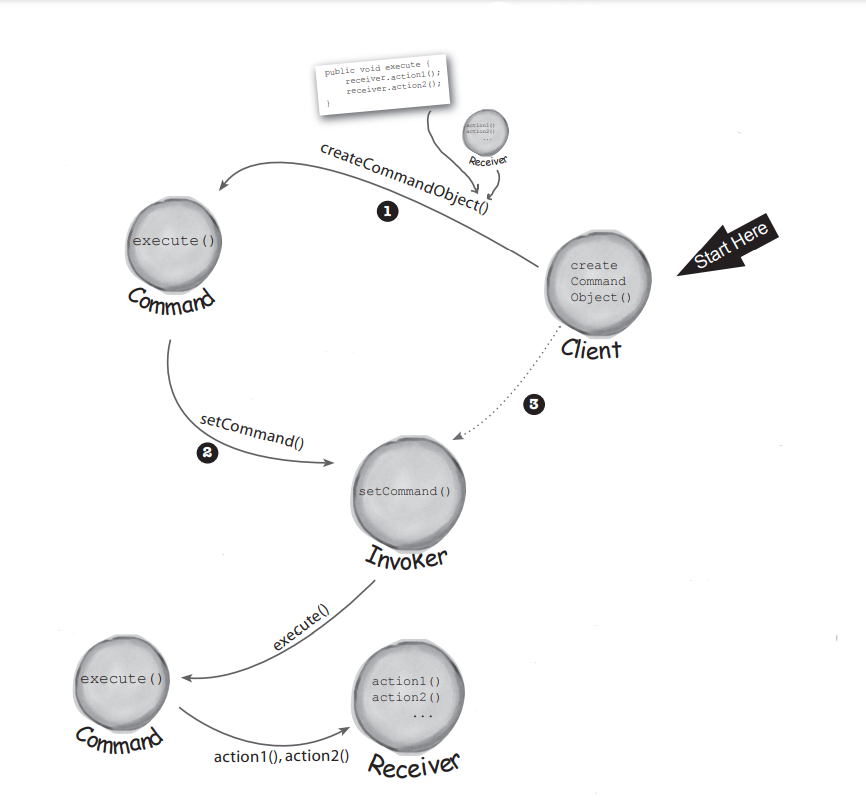 public void execute {
receiver.action1();
receiver.action2();
}
action1()
action2()
...
Receiver
createCommandObject()
1
execute()
Command
create
Command
Object()
Client
Start Here
3
setCommand()
2
setCommand()
Invoker
execute()
execute()
Command
action1()
action2()
...
Receiver
action1(), action2()